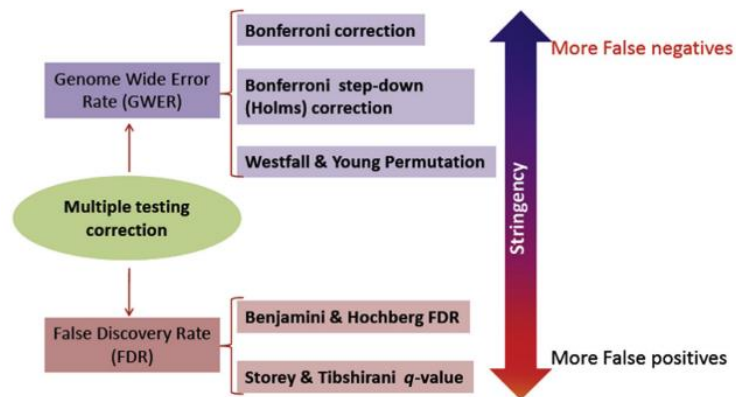 Bonferroni correction
More False negatives
Genome Wide Error
Rate (GWER)
Bonferroni step-down
(Holms) correction
Westfall & Young Permutation
Multiple testing
correction
Stringency
Benjamini & Hochberg FDR
False Discovery Rate
(FDR)
More False positives
Storey & Tibshirani q-value